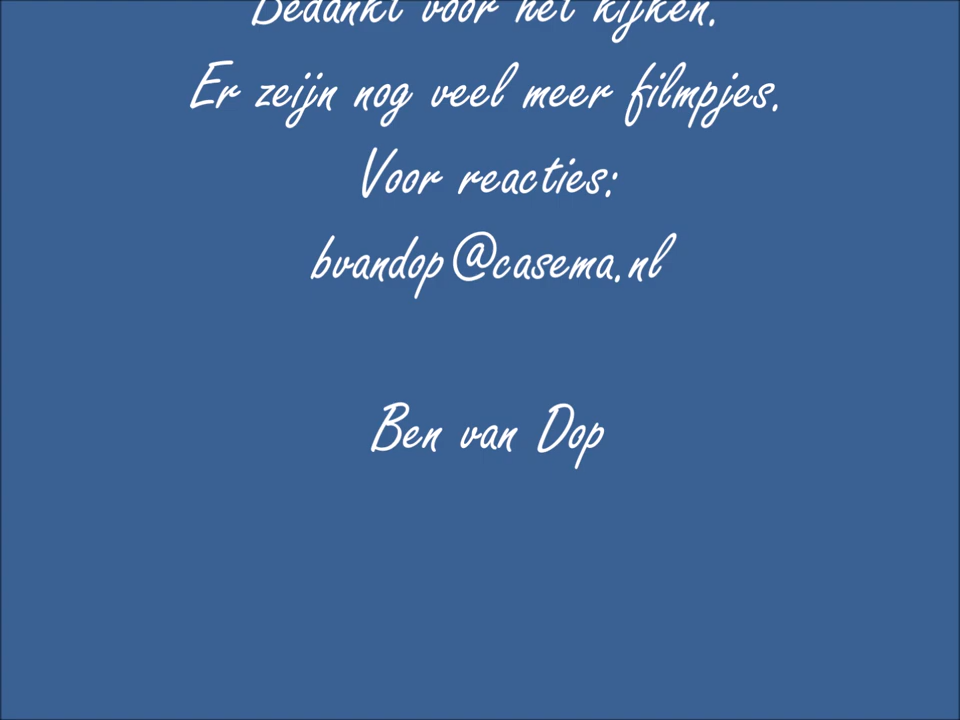 Bedankt voor het kijken.
Er zeijn nog veel meer filmpjes.
Voor reacties:
bvandop@casema.nl
Ben van Dop